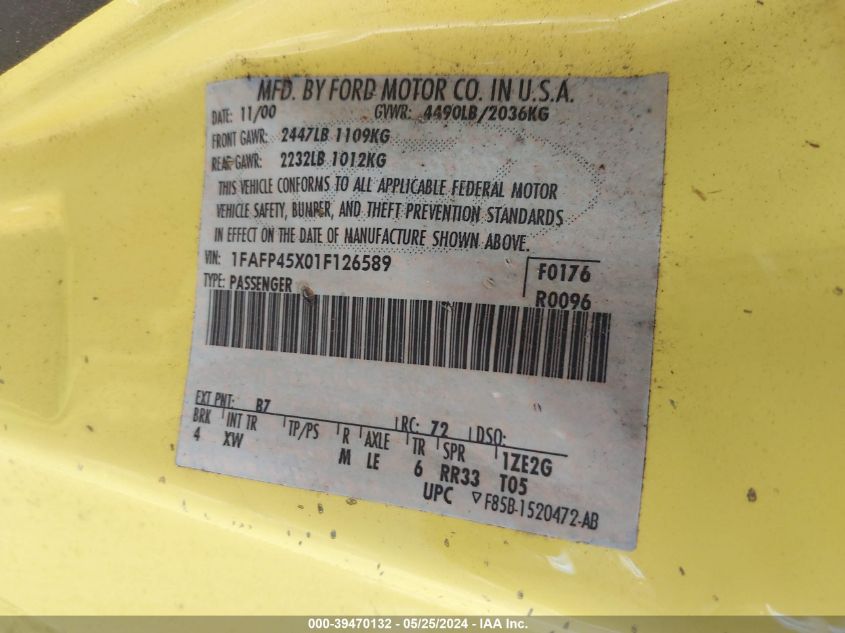 MFD. BY FORD MOTOR CO. IN U.S.A.
DATE: 11/00 GVWR: 4490LB/2036KG
FRONT GAWR: 2447LB 1109KG
REAR GAWR: 2232LB 1012KG
THIS VEHICLE CONFORMS TO ALL APPLICABLE FEDERAL MOTOR
VEHICLE SAFETY, BUMPER, AND THEFT PREVENTION STANDARDS
IN EFFECT ON THE DATE OF MANUFACTURE SHOWN ABOVE.
VIN: 1FAFP45X01F126589 F0176
TYPE: PASSENGER R0096
EXT PNT: B7 RC: 72 DSO:
BRK INT TR TP/PS R AXLE TR SPR 1ZE2G
4 XW M LE 6 RR33 T05
UPC ▽F85B-1520472-AB
000-39470132 - 05/25/2024 - IAA Inc.